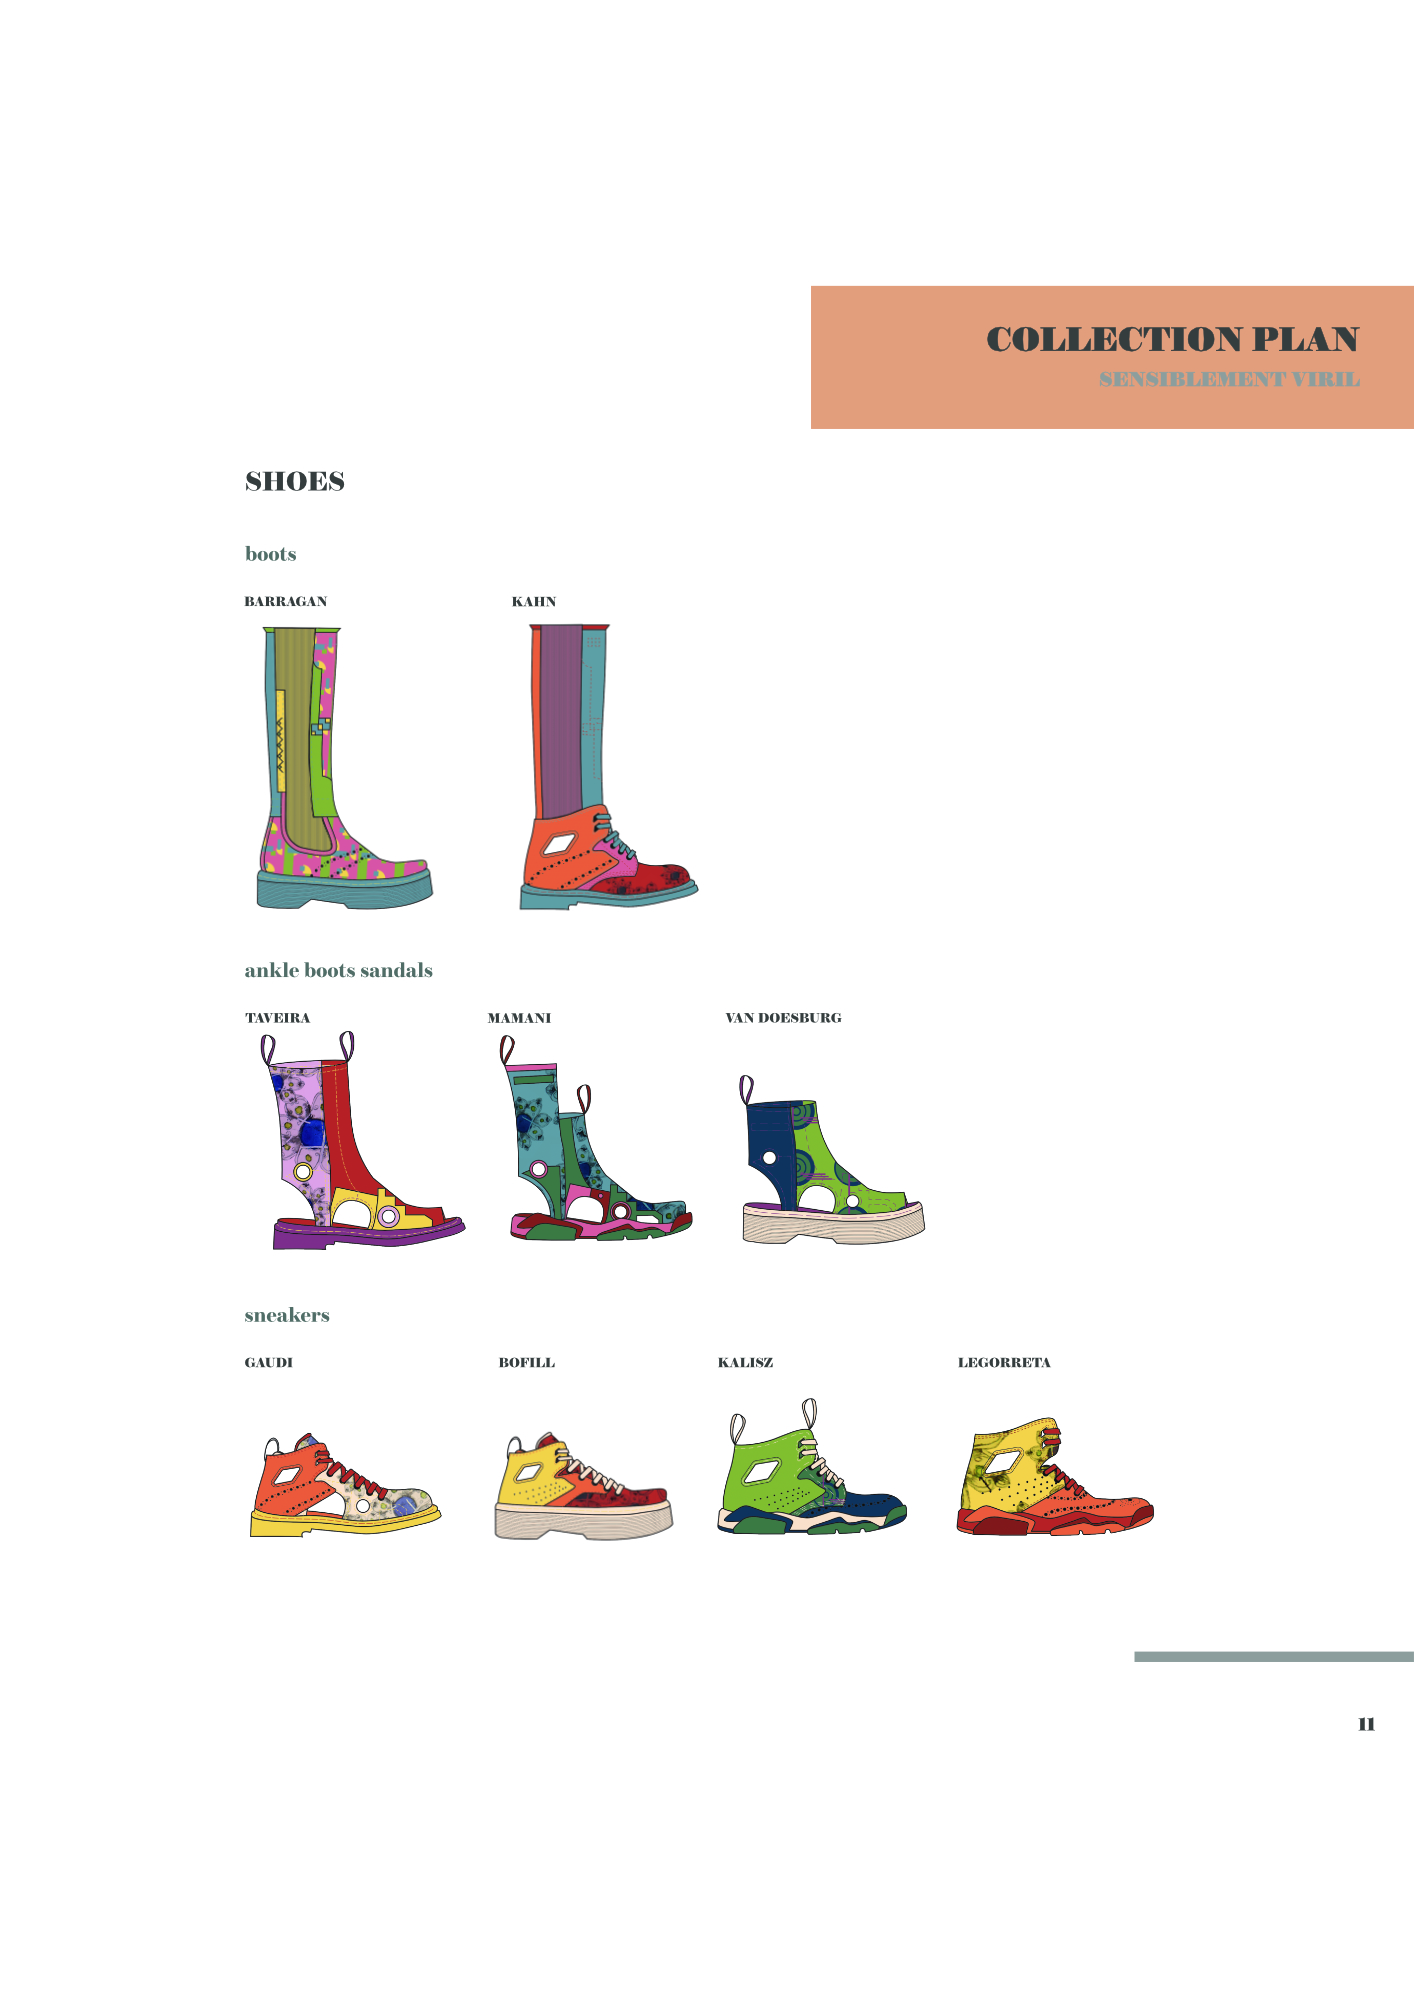 COLLECTION PLAN
SENSIBLEMENT VIRIL
SHOES
boots
BARRAGAN
KAHN
ankle boots sandals
TAVEIRA
MAMANI
VAN DOESBURG
sneakers
GAUDI
BOFILL
KALISZ
LEGORRETA
11